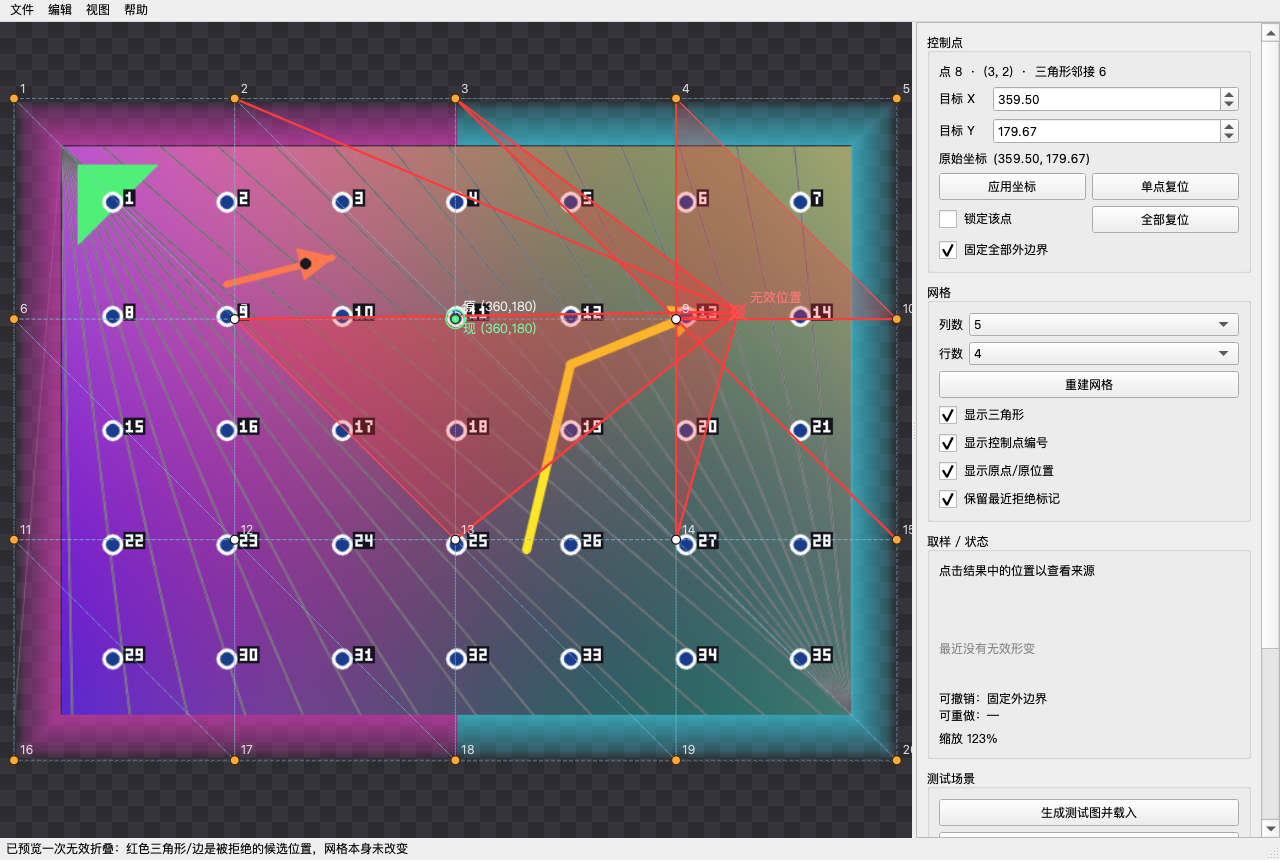 文件 编辑 视图 帮助
1 2 3 4 5
1 2 3 4 5 6 7
原 (360,180)
现 (360,180)
无效位置
6 9 10
8 9 10 12 13 14
15 16 17 18 19 20 21
11 12 13 14 15
22 23 24 25 26 27 28
29 30 31 32 33 34 35
16 17 18 19
控制点
点 8 · (3, 2) · 三角形邻接 6
目标 X 359.50
目标 Y 179.67
原始坐标 (359.50, 179.67)
应用坐标 单点复位
锁定该点 全部复位
固定全部外边界
网格
列数 5
行数 4
重建网格
显示三角形
显示控制点编号
显示原点/原位置
保留最近拒绝标记
取样 / 状态
点击结果中的位置以查看来源
最近没有无效形变
可撤销：固定外边界
可重做：—
缩放 123%
测试场景
生成测试图并载入
已预览一次无效折叠：红色三角形/边是被拒绝的候选位置，网格本身未改变